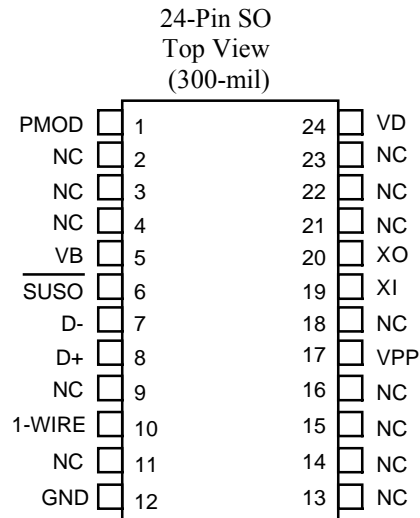 24-Pin SO
Top View
(300-mil)
PMOD 1 24 VD
NC 2 23 NC
NC 3 22 NC
NC 4 21 NC
VB 5 20 XO
SUSO 6 19 XI
D- 7 18 NC
D+ 8 17 VPP
NC 9 16 NC
1-WIRE 10 15 NC
NC 11 14 NC
GND 12 13 NC